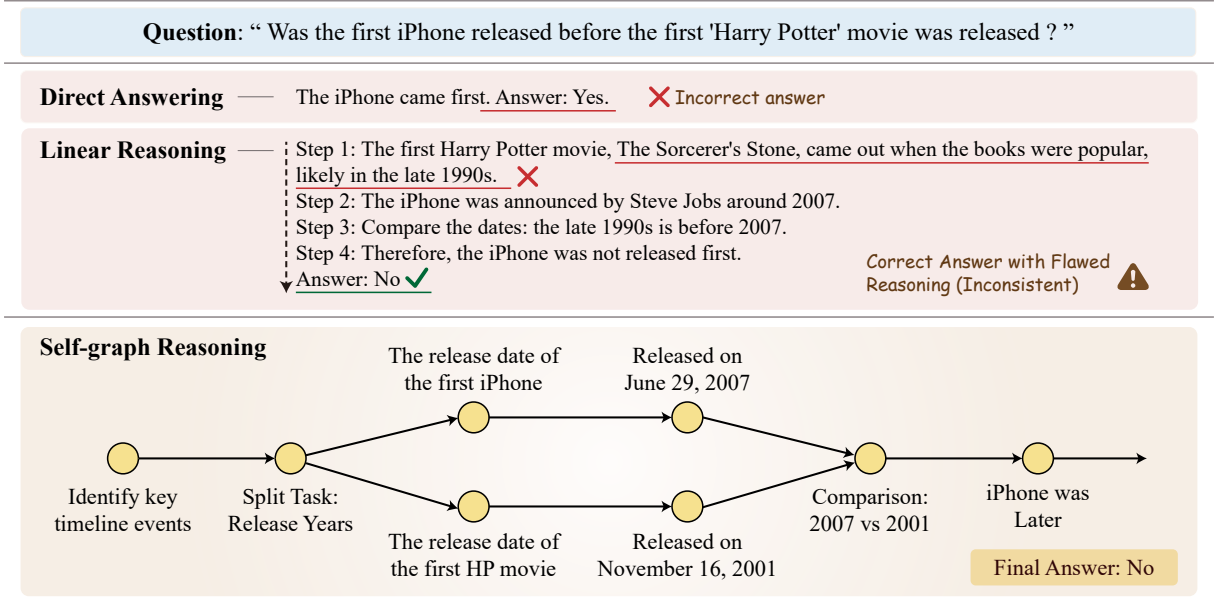 Question: “ Was the first iPhone released before the first 'Harry Potter' movie was released ? ”
Direct Answering
The iPhone came first. Answer: Yes.
Incorrect answer
Linear Reasoning
Step 1: The first Harry Potter movie, The Sorcerer's Stone, came out when the books were popular,
likely in the late 1990s.
Step 2: The iPhone was announced by Steve Jobs around 2007.
Step 3: Compare the dates: the late 1990s is before 2007.
Step 4: Therefore, the iPhone was not released first.
Answer: No
Correct Answer with Flawed
Reasoning (Inconsistent)
Self-graph Reasoning
The release date of
the first iPhone
Released on
June 29, 2007
Identify key
timeline events
Split Task:
Release Years
Comparison:
2007 vs 2001
iPhone was
Later
The release date of
the first HP movie
Released on
November 16, 2001
Final Answer: No